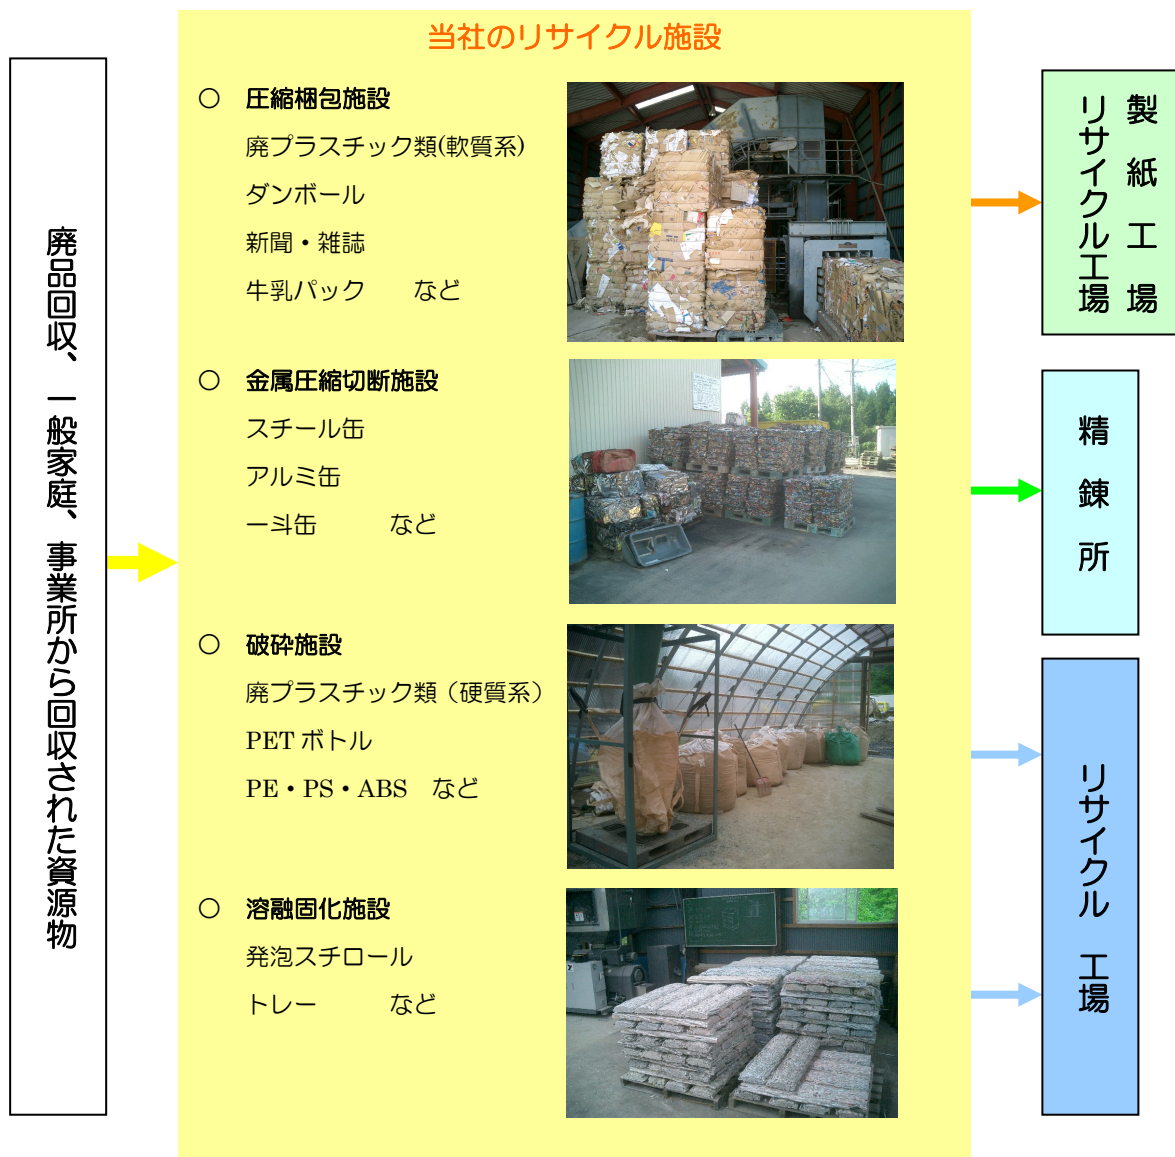 当社のリサイクル施設
廃品回収、一般家庭、事業所から回収された資源物
○ 圧縮梱包施設
廃プラスチック類(軟質系)
ダンボール
新聞・雑誌
牛乳パック　　など
○ 金属圧縮切断施設
スチール缶
アルミ缶
一斗缶　　　など
○ 破砕施設
廃プラスチック類（硬質系）
PET ボトル
PE・PS・ABS　など
○ 溶融固化施設
発泡スチロール
トレー　　　など
製紙工場
リサイクル工場
精錬所
リサイクル　工場